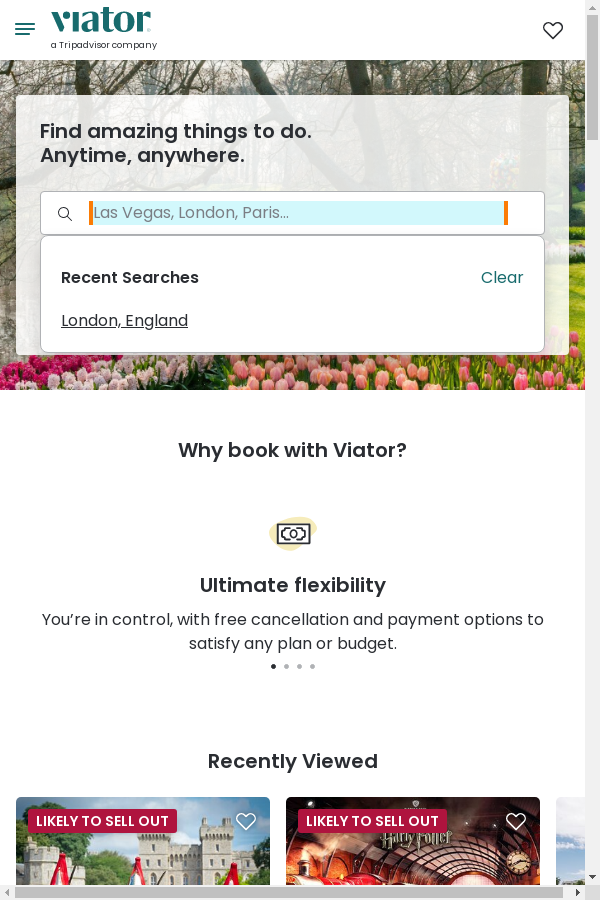 viator
a Tripadvisor company
Find amazing things to do.
Anytime, anywhere.
Las Vegas, London, Paris...
Recent Searches
Clear
London, England
Why book with Viator?
Ultimate flexibility
You’re in control, with free cancellation and payment options to
satisfy any plan or budget.
Recently Viewed
LIKELY TO SELL OUT
LIKELY TO SELL OUT
Harry Potter